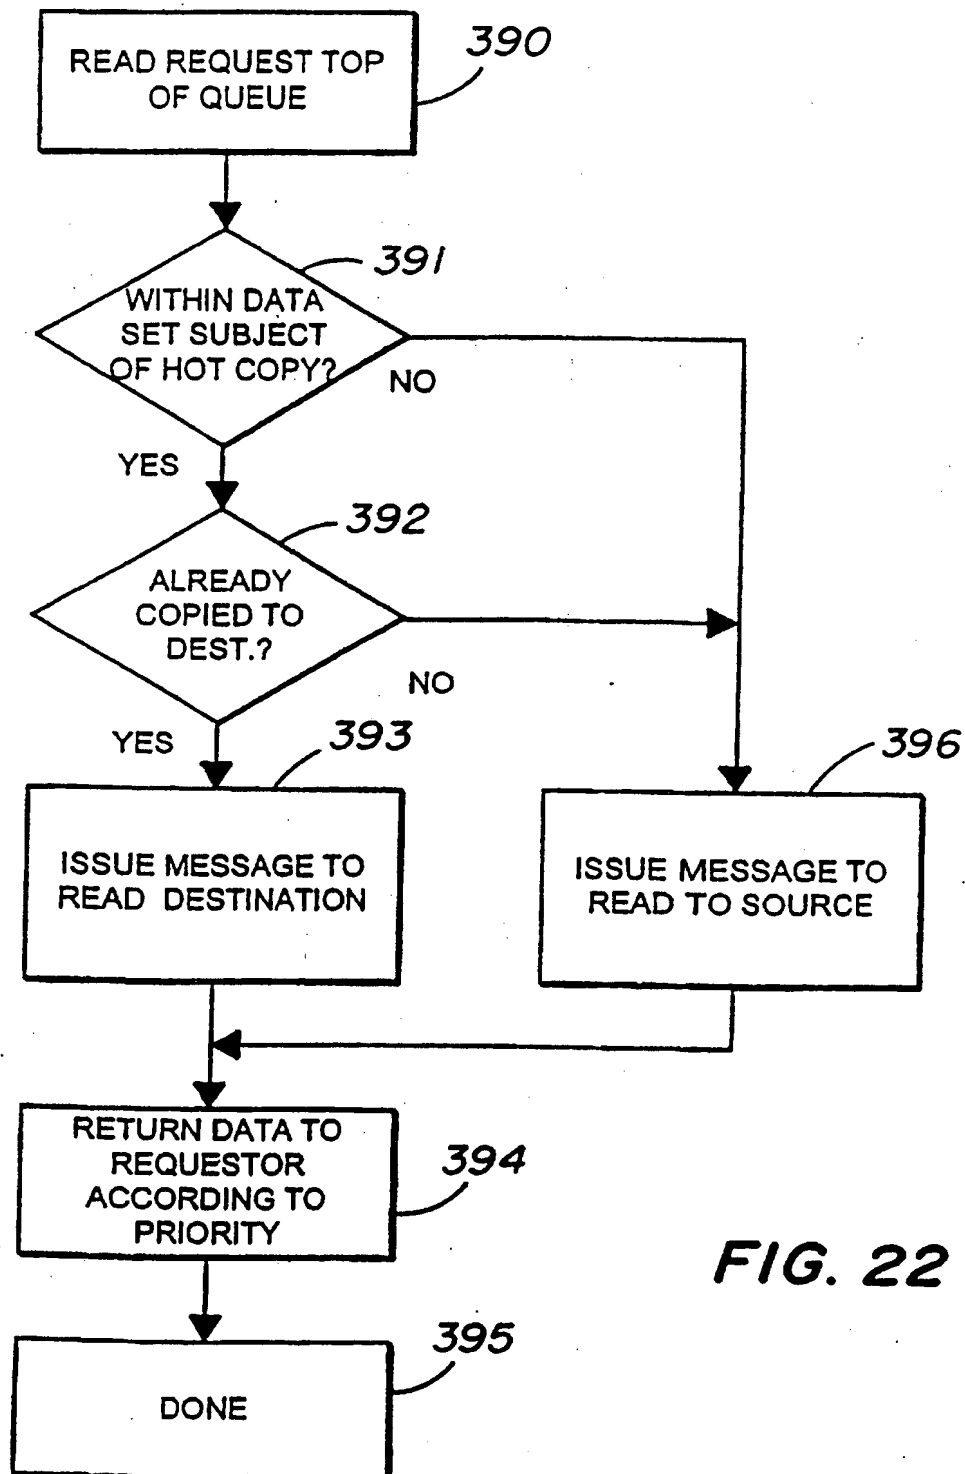 READ REQUEST TOP
OF QUEUE
390
391
WITHIN DATA
SET SUBJECT
OF HOT COPY?
NO
YES
392
ALREADY
COPIED TO
DEST.?
NO
YES
393
396
ISSUE MESSAGE TO
READ DESTINATION
ISSUE MESSAGE TO
READ TO SOURCE
RETURN DATA TO
REQUESTOR
ACCORDING TO
PRIORITY
394
FIG. 22
395
DONE